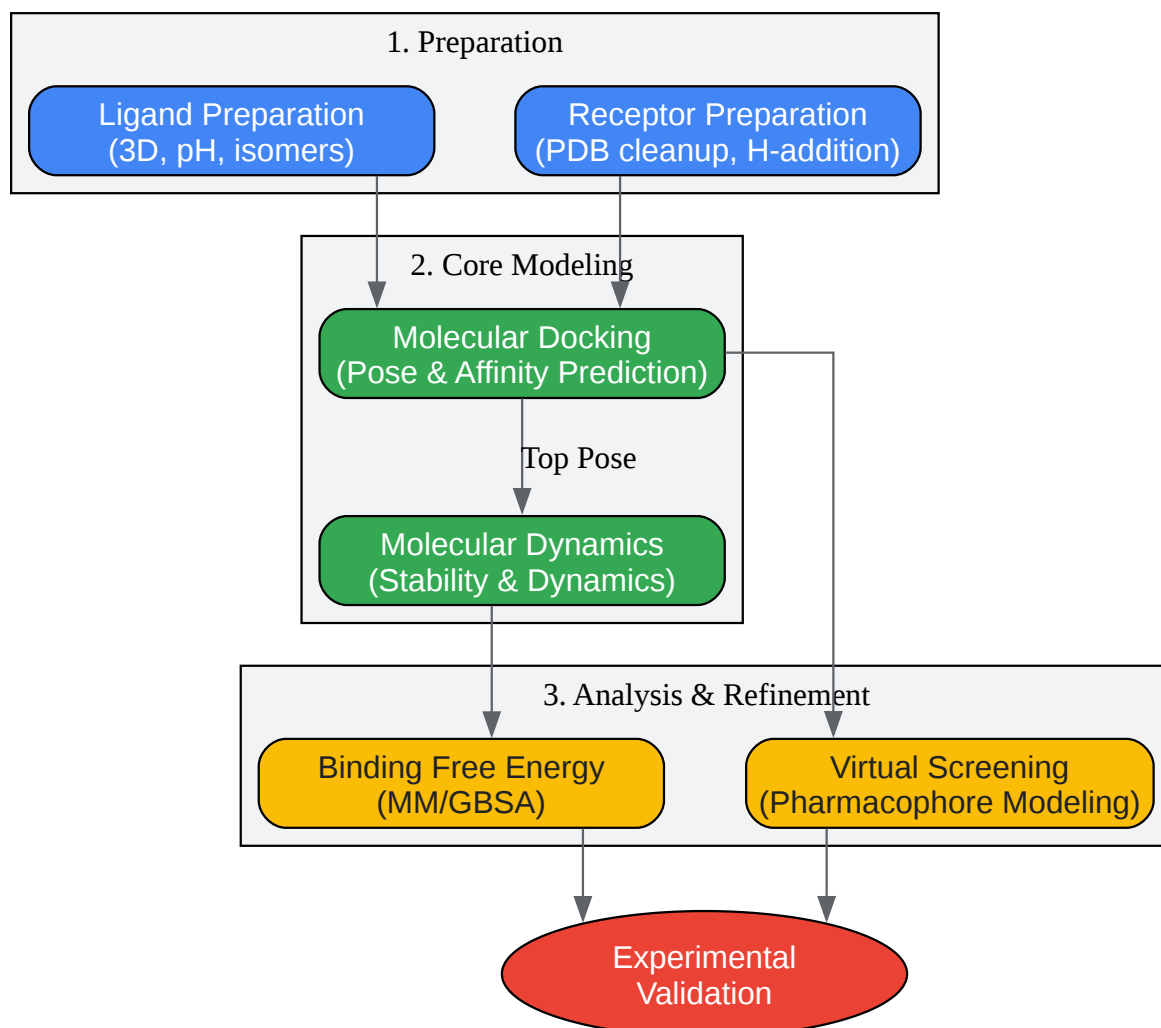 1. Preparation
Ligand Preparation
(3D, pH, isomers)
Receptor Preparation
(PDB cleanup, H-addition)
2. Core Modeling
Molecular Docking
(Pose & Affinity Prediction)
Top Pose
Molecular Dynamics
(Stability & Dynamics)
3. Analysis & Refinement
Binding Free Energy
(MM/GBSA)
Virtual Screening
(Pharmacophore Modeling)
Experimental
Validation